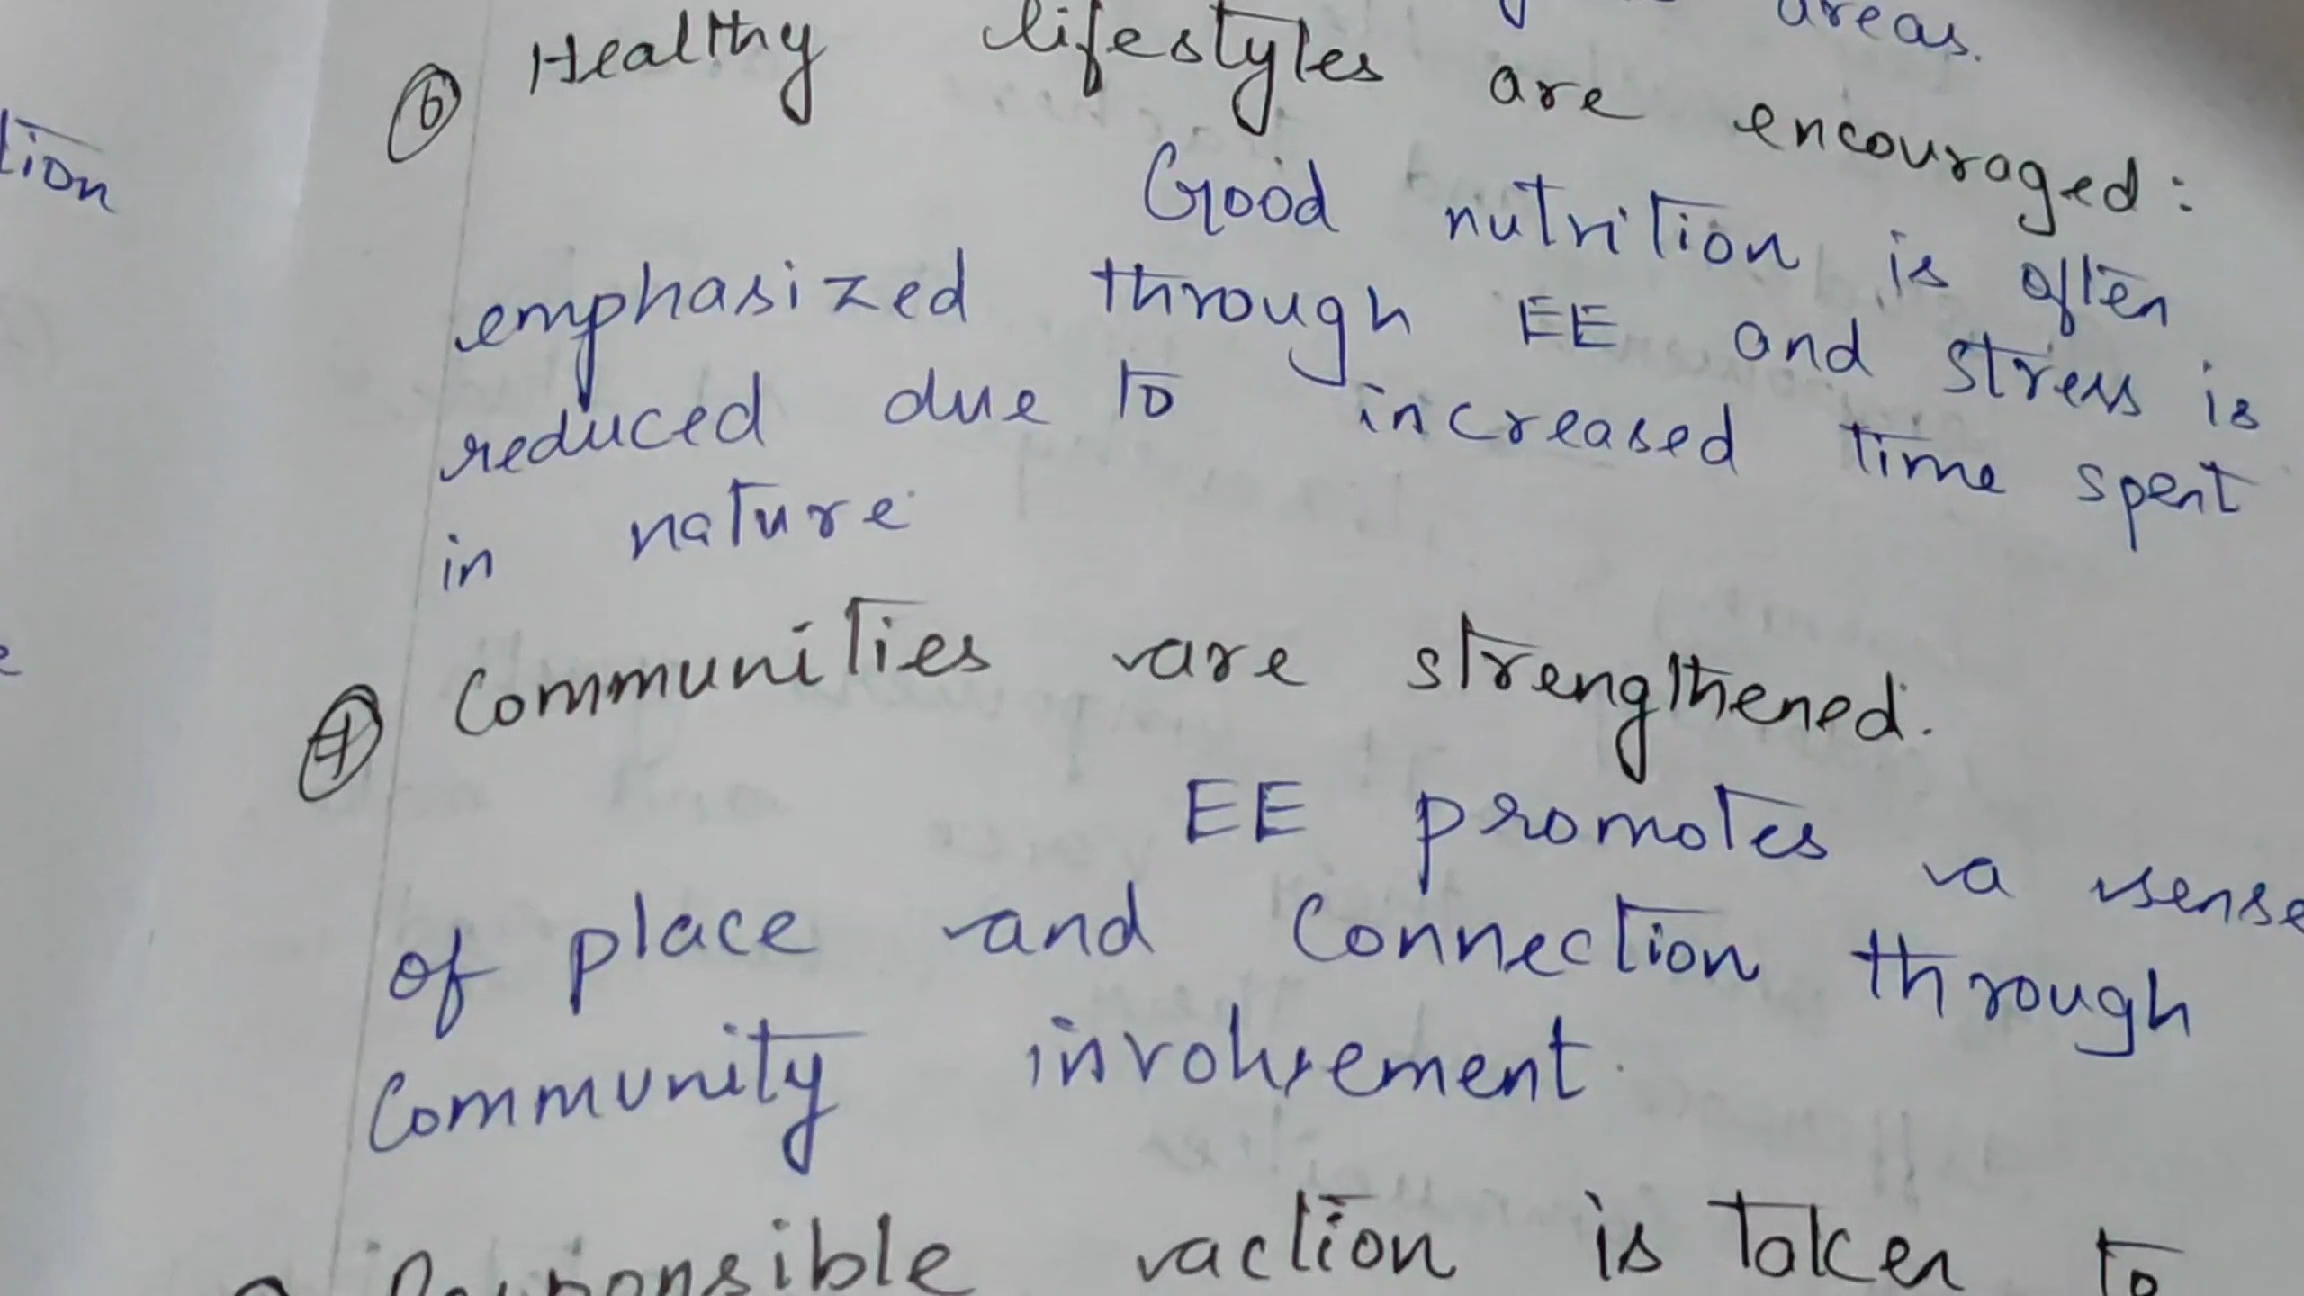 areas.
⑥ Healthy lifestyles are encouraged:
Good nutrition is often
emphasized through EE and stress is
reduced due to increased time spent
in nature.
⑦ Communities are strengthened.
EE promotes a sense
of place and Connection through
Community involvement.
Responsible action is taken to
tion